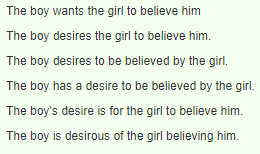 The boy wants the girl to believe him
The boy desires the girl to believe him.
The boy desires to be believed by the girl.
The boy has a desire to be believed by the girl.
The boy’s desire is for the girl to believe him.
The boy is desirous of the girl believing him.